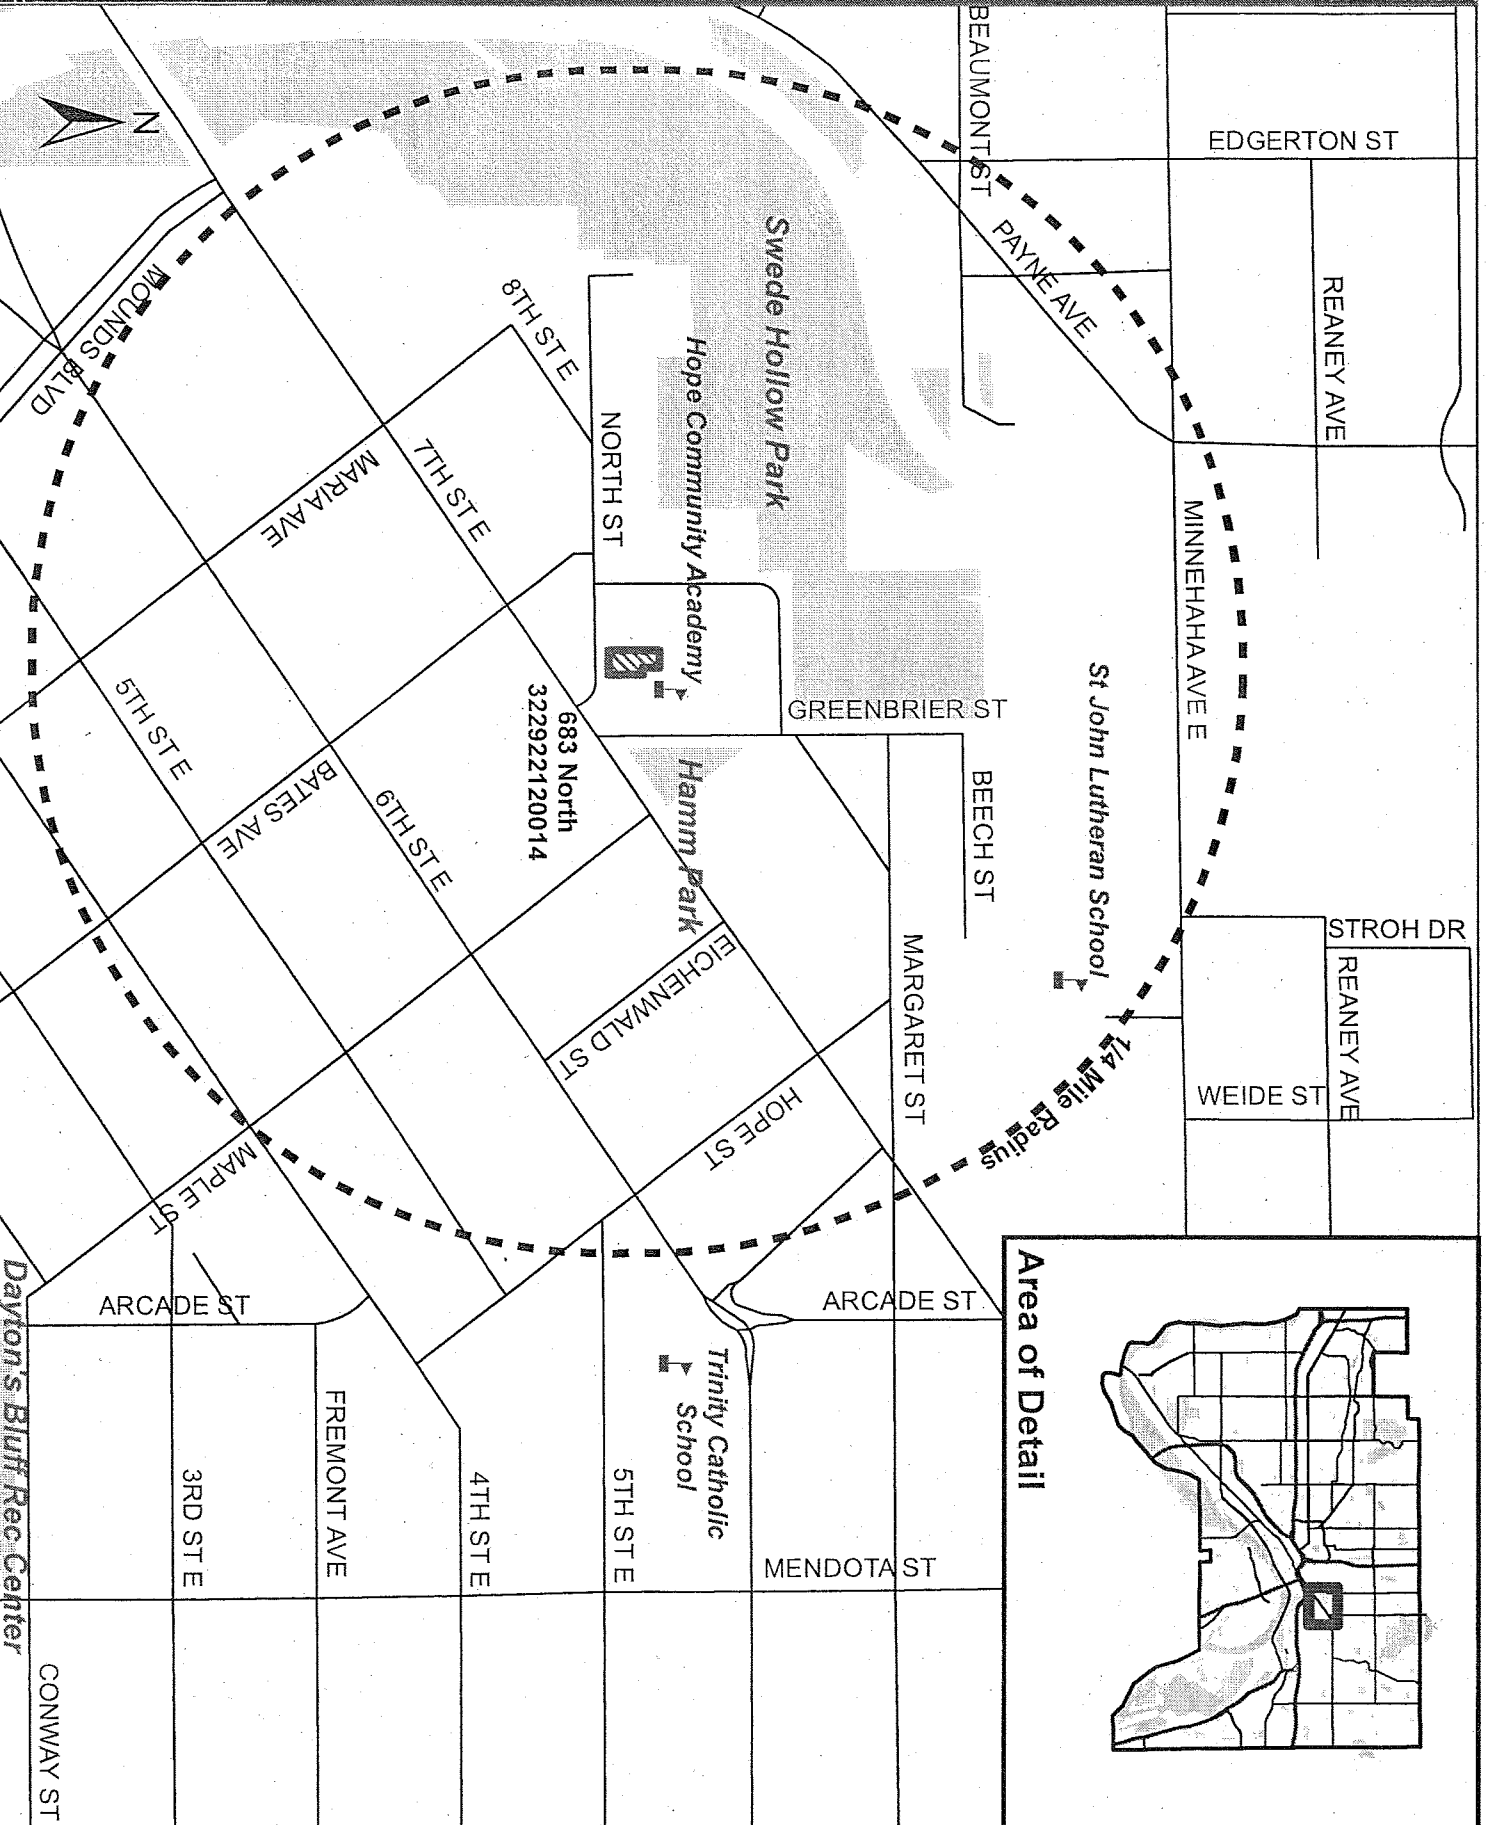 BEAUMONT ST
EDGERTON ST
REANEY AVE
PAYNE AVE
N
Swede Hollow Park
MOUNDS BLVD
8TH ST E
Hope Community Academy
NORTH ST
7TH ST E
MARIA AVE
MINNEHAHA AVE E
St John Lutheran School
GREENBRIER ST
683 North
322922120014
5TH ST E
BATES AVE
6TH ST E
Hamm Park
BEECH ST
STROH DR
REANEY AVE
MARGARET ST
EICHENWALD ST
1/4 Mile Radius
WEIDE ST
HOPE ST
MAPLE ST
ARCADE ST
ARCADE ST
Area of Detail
Trinity Catholic
School
Dayton's Bluff Rec Center
FREMONT AVE
3RD ST E
4TH ST E
5TH ST E
MENDOTA ST
CONWAY ST